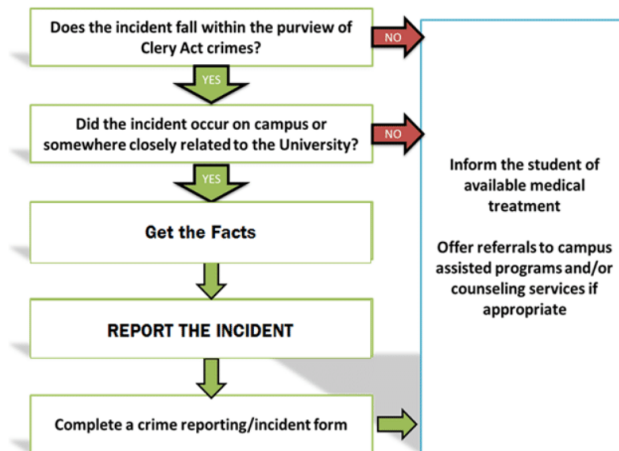 Does the incident fall within the purview of
Clery Act crimes?
NO
YES
Did the incident occur on campus or
somewhere closely related to the University?
NO
YES
Get the Facts
REPORT THE INCIDENT
Complete a crime reporting/incident form
Inform the student of
available medical
treatment
Offer referrals to campus
assisted programs and/or
counseling services if
appropriate